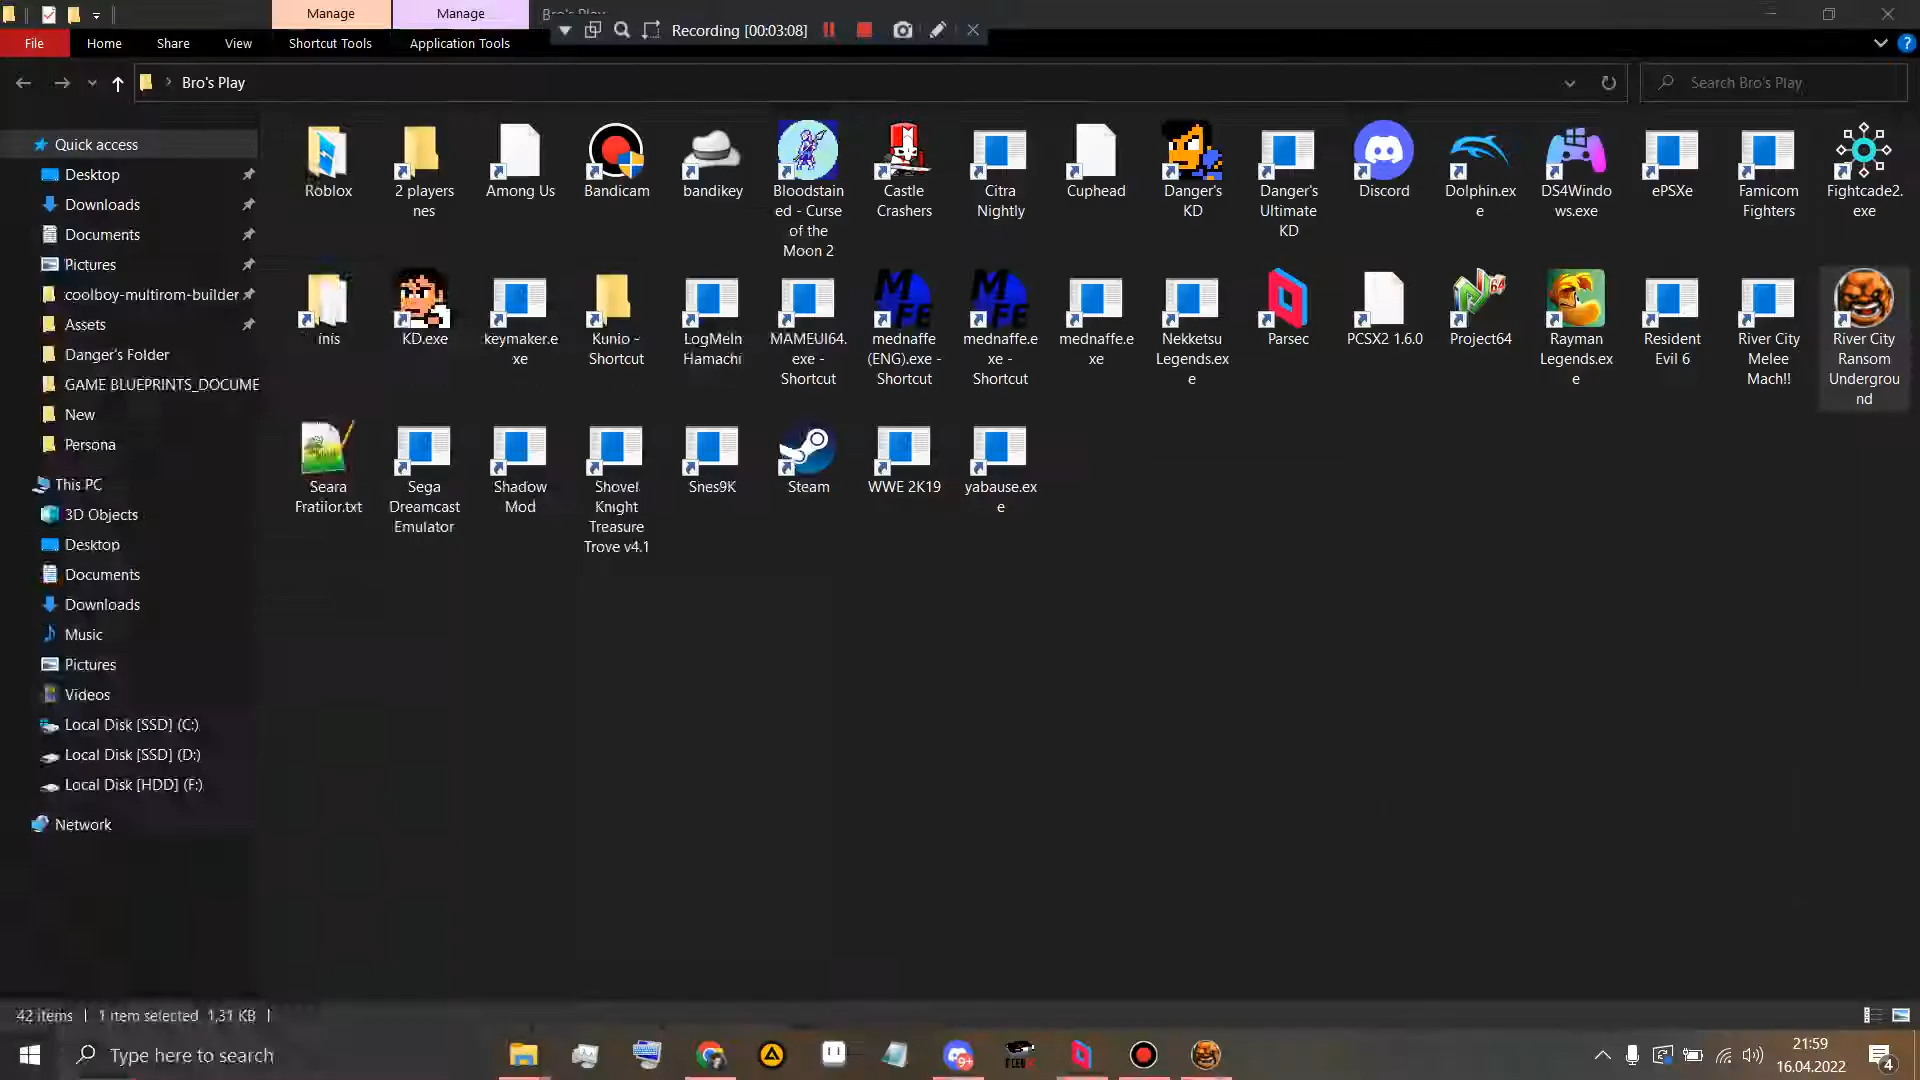 Manage
Manage
Bro's Play
Recording [00:03:08]
File
Home
Share
View
Shortcut Tools
Application Tools
Bro's Play
Search Bro's Play
Quick access
Desktop
Downloads
Documents
Pictures
coolboy-multirom-builder
Assets
Danger's Folder
GAME BLUEPRINTS_DOCUME
New
Persona
This PC
3D Objects
Desktop
Documents
Downloads
Music
Pictures
Videos
Local Disk [SSD] (C:)
Local Disk [SSD] (D:)
Local Disk [HDD] (F:)
Network
Roblox
2 players
nes
Among Us
Bandicam
bandikey
Bloodstain
ed - Curse
of the
Moon 2
Castle
Crashers
Citra
Nightly
Cuphead
Danger's
KD
Danger's
Ultimate
KD
Discord
Dolphin.ex
e
DS4Windo
ws.exe
ePSXe
Famicom
Fighters
Fightcade2.
exe
inis
KD.exe
keymaker.e
xe
Kunio -
Shortcut
LogMeIn
Hamachi
MAMEUI64.
exe -
Shortcut
mednaffe
(ENG).exe -
Shortcut
mednaffe.e
xe -
Shortcut
mednaffe.e
xe
Nekketsu
Legends.ex
e
Parsec
PCSX2 1.6.0
Project64
Rayman
Legends.ex
e
Resident
Evil 6
River City
Melee
Mach!!
River City
Ransom
Undergrou
nd
Seara
Fratiior.txt
Sega
Dreamcast
Emulator
Shadow
Mod
Shovel
Knight
Treasure
Trove v4.1
Snes9K
Steam
WWE 2K19
yabause.ex
e
42 items
1 item selected 1,31 KB
Type here to search
9+
21:59
16.04.2022
4